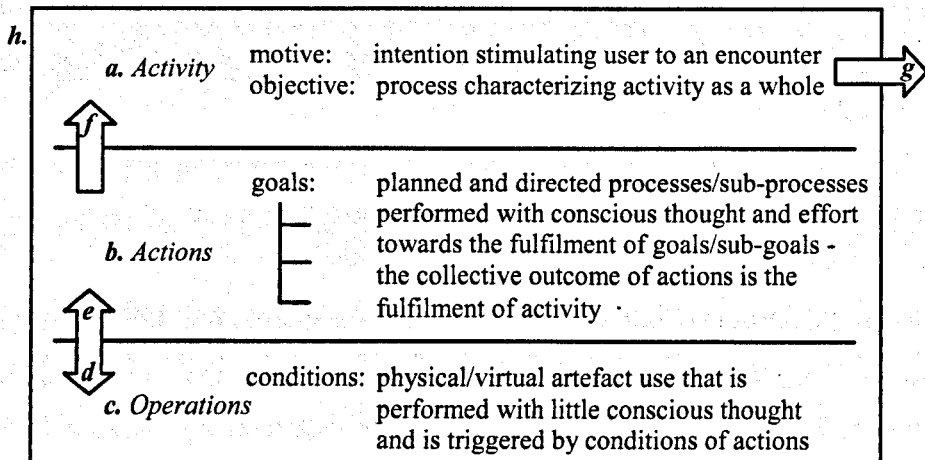 h.
a. Activity motive: intention stimulating user to an encounter
objective: process characterizing activity as a whole
g
f
goals: planned and directed processes/sub-processes
performed with conscious thought and effort
towards the fulfilment of goals/sub-goals -
b. Actions the collective outcome of actions is the
fulfilment of activity
e
d
conditions: physical/virtual artefact use that is
c. Operations performed with little conscious thought
and is triggered by conditions of actions